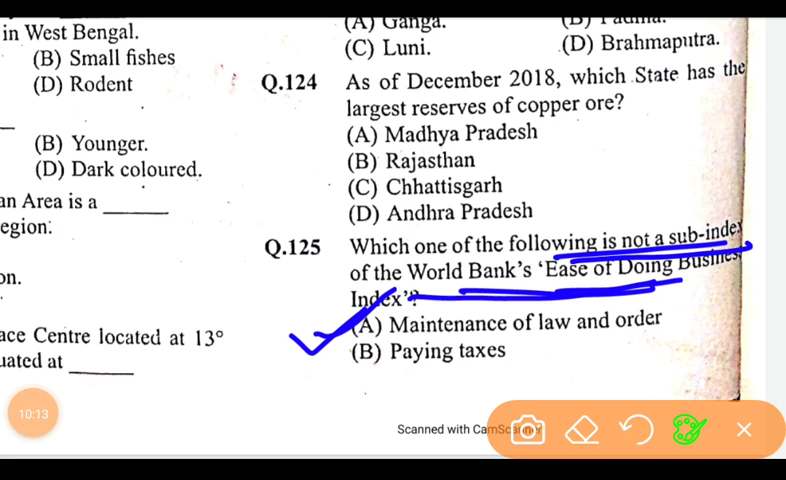 in West Bengal.
(B) Small fishes
(D) Rodent
(B) Younger.
(D) Dark coloured.
an Area is a ______
egion:
on.
ace Centre located at 13°
uated at ______
(A) Ganga.
(C) Luni.
(D) Brahmaputra.
Q.124 As of December 2018, which State has the
largest reserves of copper ore?
(A) Madhya Pradesh
(B) Rajasthan
(C) Chhattisgarh
(D) Andhra Pradesh
Q.125 Which one of the following is not a sub-index
of the World Bank's 'Ease of Doing Business
Index'?
(A) Maintenance of law and order
(B) Paying taxes
10:13
Scanned with CamScanner